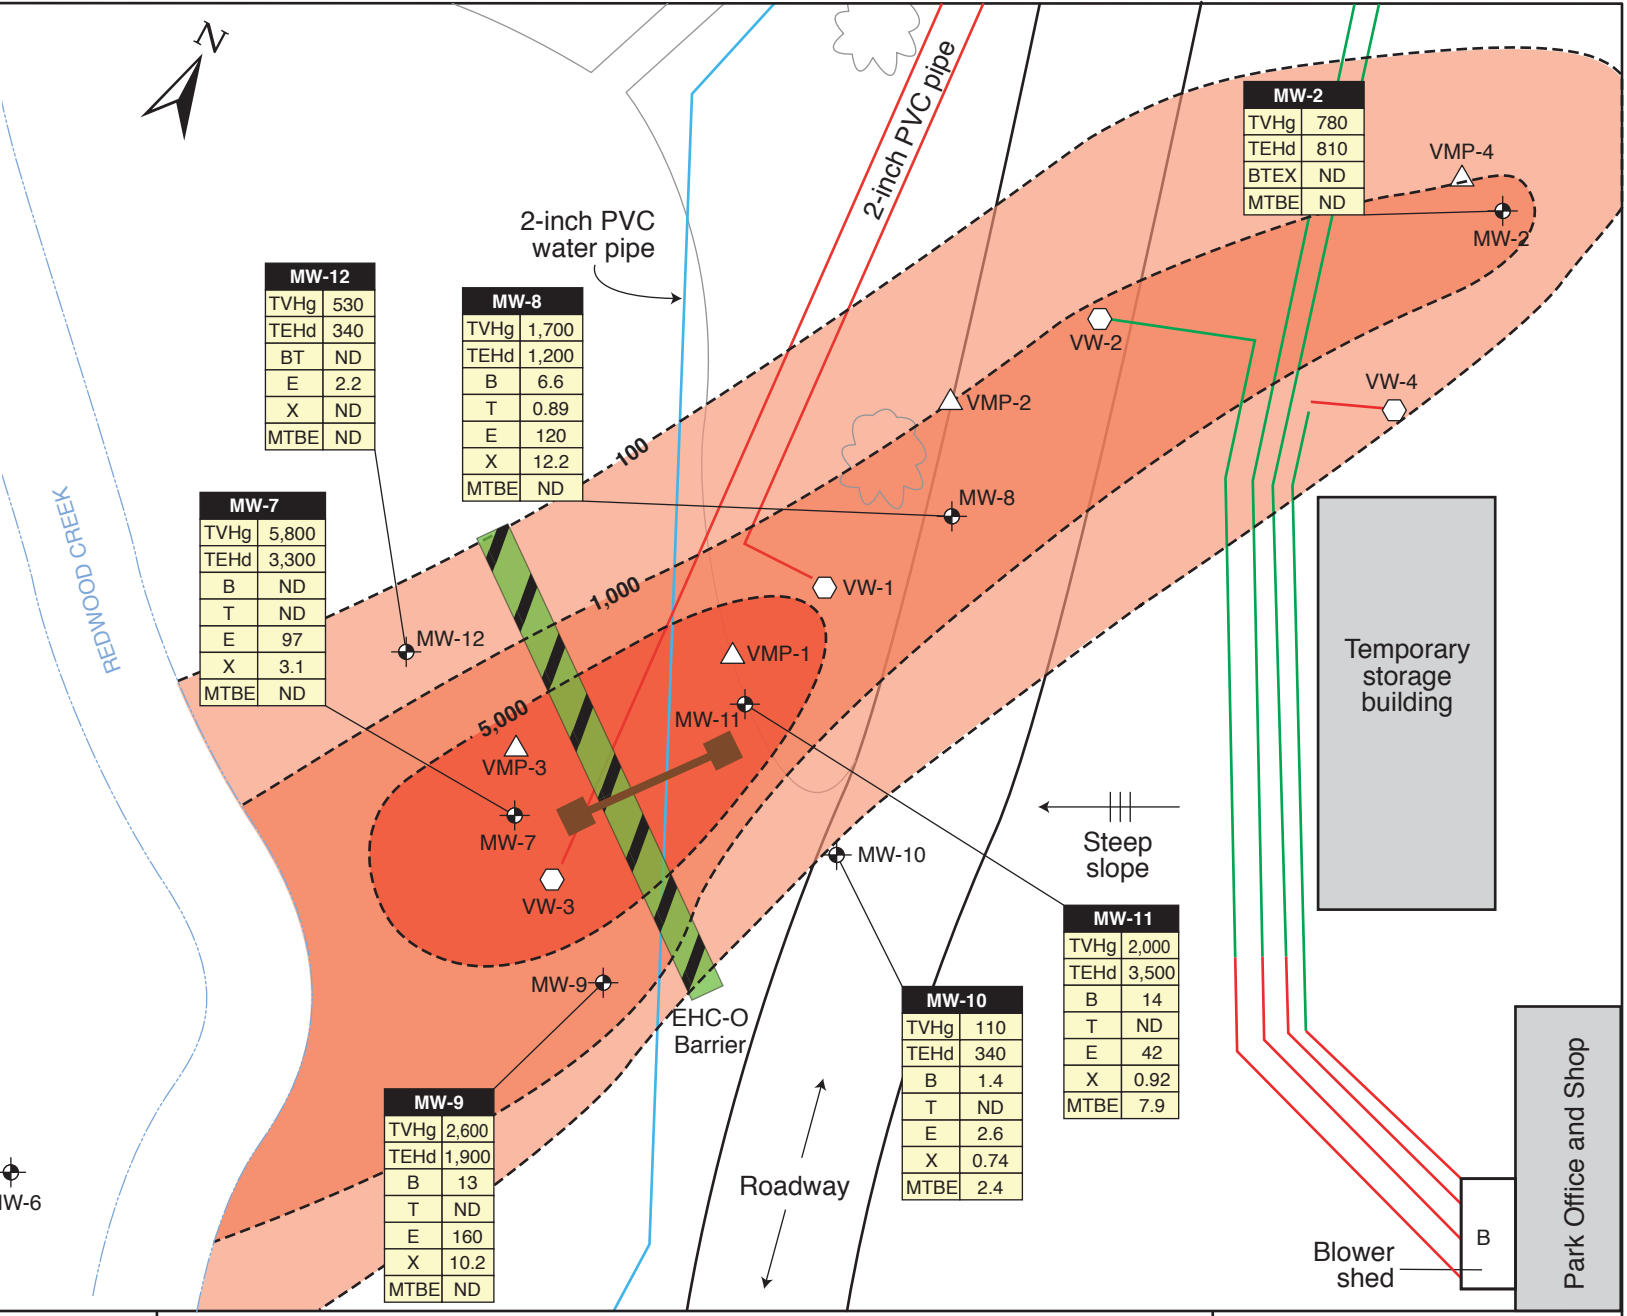 N
2-inch PVC pipe
MW-2
TVHg 780
TEHd 810
BTEX ND
MTBE ND
VMP-4
MW-2
2-inch PVC
water pipe
MW-12
TVHg 530
TEHd 340
BT ND
E 2.2
X ND
MTBE ND
MW-8
TVHg 1,700
TEHd 1,200
B 6.6
T 0.89
E 120
X 12.2
MTBE ND
VW-2
VMP-2
VW-4
100
MW-8
MW-7
TVHg 5,800
TEHd 3,300
B ND
T ND
E 97
X 3.1
MTBE ND
REDWOOD CREEK
1,000
VW-1
MW-12
VMP-1
5,000
MW-11
VMP-3
MW-7
VW-3
Temporary
storage
building
Steep
slope
MW-10
MW-9
EHC-O
Barrier
MW-11
TVHg 2,000
TEHd 3,500
B 14
T ND
E 42
X 0.92
MTBE 7.9
MW-10
TVHg 110
TEHd 340
B 1.4
T ND
E 2.6
X 0.74
MTBE 2.4
MW-9
TVHg 2,600
TEHd 1,900
B 13
T ND
E 160
X 10.2
MTBE ND
Roadway
W-6
Blower
shed
B
Park Office and Shop